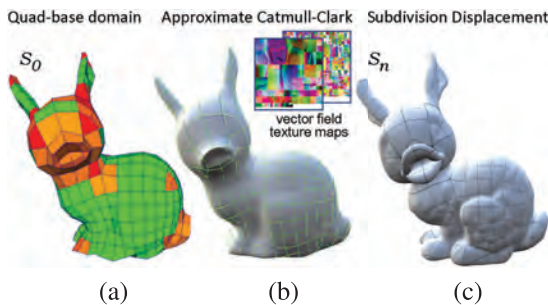 Quad-base domain
Approximate Catmull-Clark
Subdivision Displacement
S₀
Sₙ
vector field
texture maps
(a)
(b)
(c)